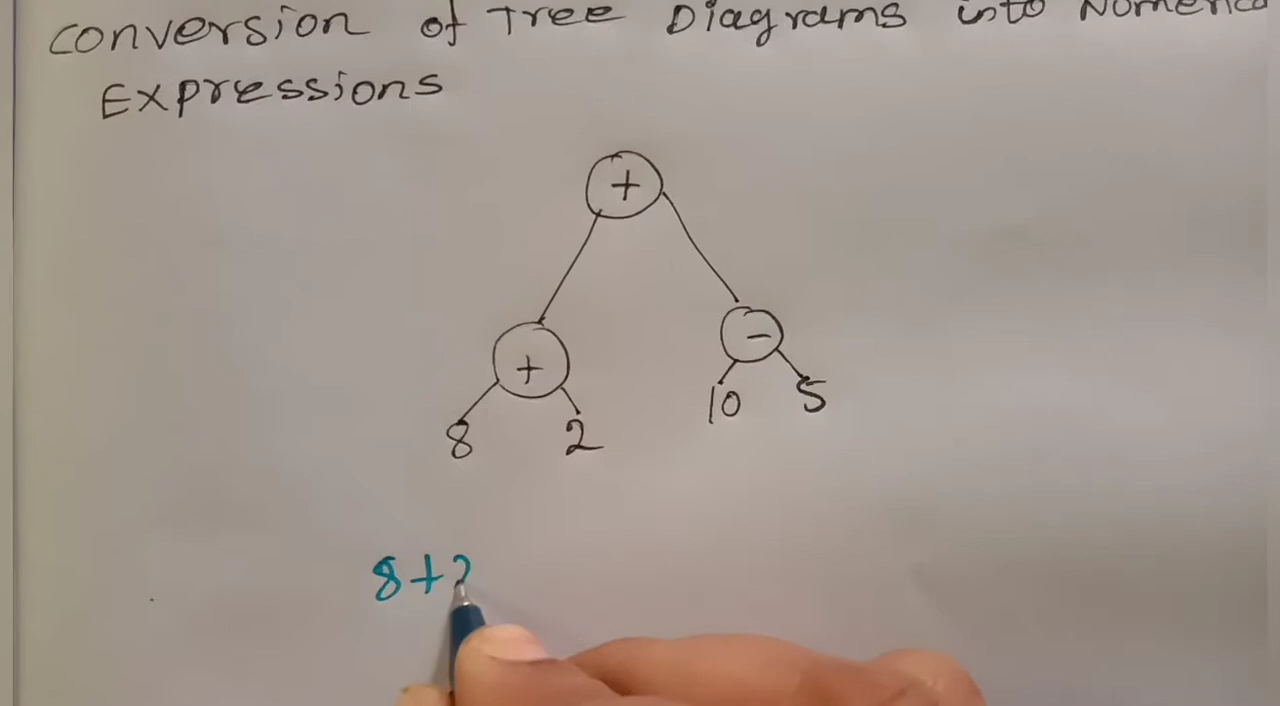 Conversion of Tree Diagrams into
Expressions
+
+ -
8 2 10 5
8+2